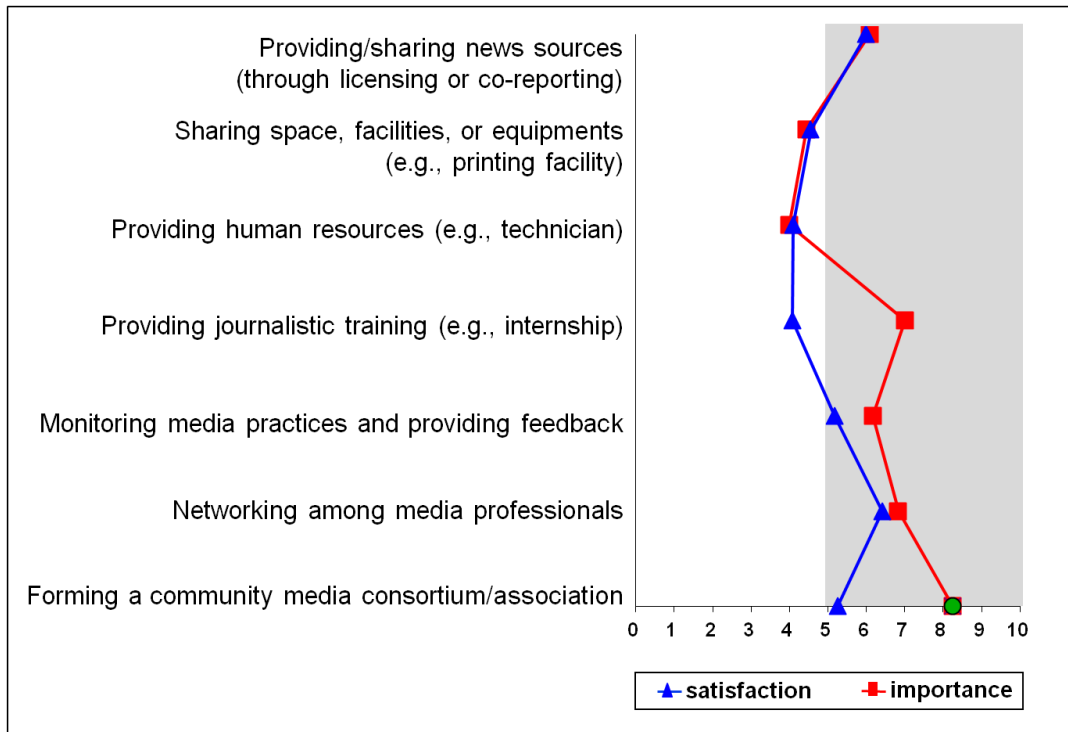 Providing/sharing news sources
(through licensing or co-reporting)
Sharing space, facilities, or equipments
(e.g., printing facility)
Providing human resources (e.g., technician)
Providing journalistic training (e.g., internship)
Monitoring media practices and providing feedback
Networking among media professionals
Forming a community media consortium/association
0 1 2 3 4 5 6 7 8 9 10
satisfaction importance